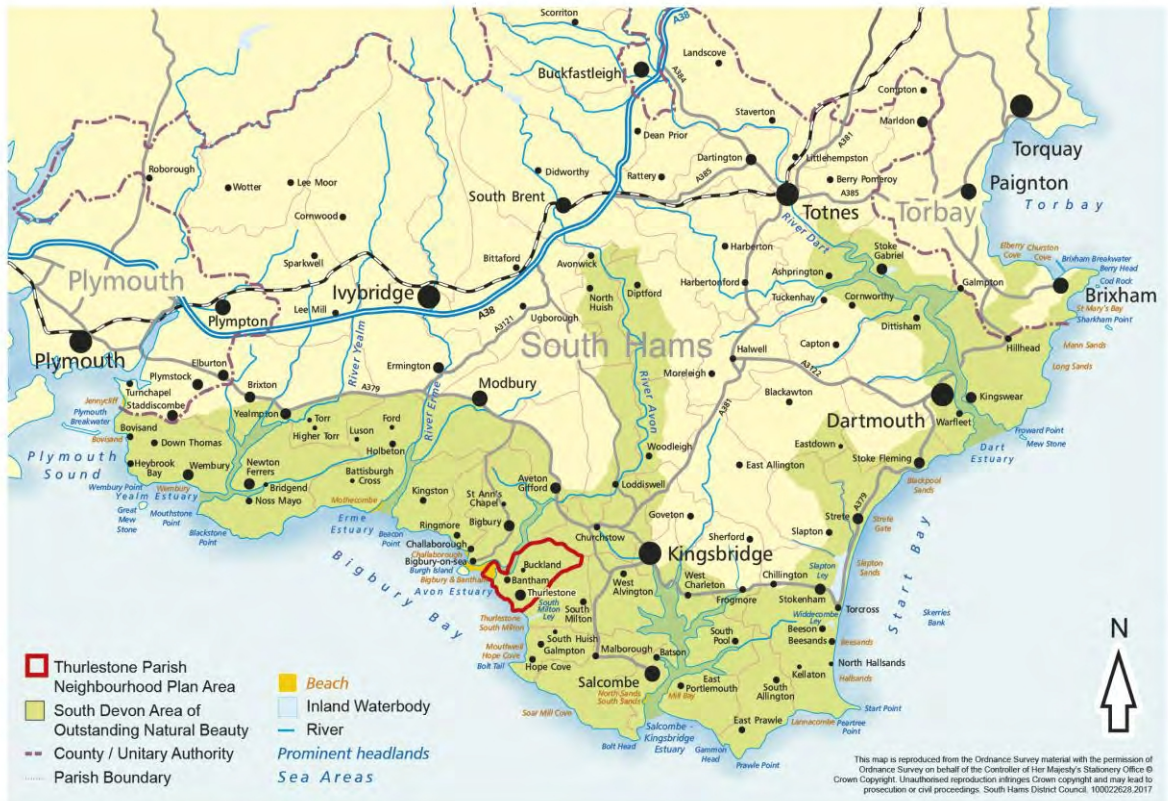 Scorriton
A38
Landscove
Buckfastleigh
A384
Compton
Staverton
Marldon
Dean Prior
A381
Torquay
Roborough
Dartington
Littlehempston
Didworthy
Rattery
A385
Berry Pomeroy
Wotter
Lee Moor
A385
Paignton
South Brent
Totnes
Torbay
Torbay
Cornwood
River Dart
Harberton
Stoke
Gabriel
Elberry
Cove
Churston
Cove
Brixham Breakwater
Berry Head
Cod Rock
Sparkwell
Bittaford
Avonwick
Ashprington
Plymouth
Ivybridge
North
Huish
Diptford
Harbertonford
Galmpton
Brixham
Tuckenhay
Cornworthy
St Mary's Bay
Sharkham Point
Plympton
Lee Mill
A38
A3121
Ugborough
Dittisham
Plymouth
South Hams
Capton
Hillhead
Mann Sands
River Yealm
Halwell
A3122
Long Sands
Elburton
Ermington
Moreleigh
Plymstock
Modbury
River Avon
Turnchapel
Brixton
A379
Blackawton
Kingswear
Jennycliff
Staddiscombe
River Erme
A381
Dartmouth
Plymouth
Breakwater
Yealmpton
Torr
Ford
Warfleet
Bovisand
Bovisand
Higher Torr
Luson
Froward Point
Mew Stone
Down Thomas
Holbeton
Woodleigh
Eastdown
Dart
Estuary
Plymouth
Sound
Heybrook
Bay
Wembury
Newton
Ferrers
Battisburgh
Cross
East Allington
Stoke Fleming
Wembury Point
Wembury
Bridgend
Aveton
Gifford
Loddiswell
Blackpool
Sands
Yealm Estuary
Noss Mayo
Mothecombe
Kingston
St Ann's
Chapel
A379
Great
Mew
Stone
Mouthstone
Point
Erme
Estuary
Goveton
Strete
Strete
Gate
Blackstone
Point
Beacon
Point
Ringmore
Bigbury
Churchstow
Sherford
Slapton
Challaborough
Challaborough
Kingsbridge
Start Bay
Bigbury-on-sea
Buckland
Slapton
Ley
Slapton
Sands
Bigbury Bay
Burgh Island
Bigbury & Bantham
Bantham
West
Alvington
West
Charleton
Chillington
Avon Estuary
Thurlestone
Frogmore
Stokenham
South
Milton
Ley
South
Milton
Widdecombe
Ley
Torcross
Skerries
Bank
Thurlestone
South Milton
South
Pool
Beeson
Beesands
Beesands
Mouthwell
Hope Cove
South Huish
Galmpton
Malborough
Batson
Bolt Tail
Hope Cove
Kellaton
North Hallsands
Hallsands
Salcombe
East
Portlemouth
South
Allington
North Sands
South Sands
Mill Bay
Soar Mill Cove
Start Point
East Prawle
Lannacombe
Peartree
Point
Bolt Head
Salcombe -
Kingsbridge
Estuary
Gammon
Head
Prawle Point
N
Thurlestone Parish
Neighbourhood Plan Area
South Devon Area of
Outstanding Natural Beauty
County / Unitary Authority
Parish Boundary
Beach
Inland Waterbody
River
Prominent headlands
Sea Areas
This map is reproduced from the Ordnance Survey material with the permission of
Ordnance Survey on behalf of the Controller of Her Majesty's Stationery Office ©
Crown Copyright. Unauthorised reproduction infringes Crown copyright and may lead to
prosecution or civil proceedings. South Hams District Council. 100022628.2017